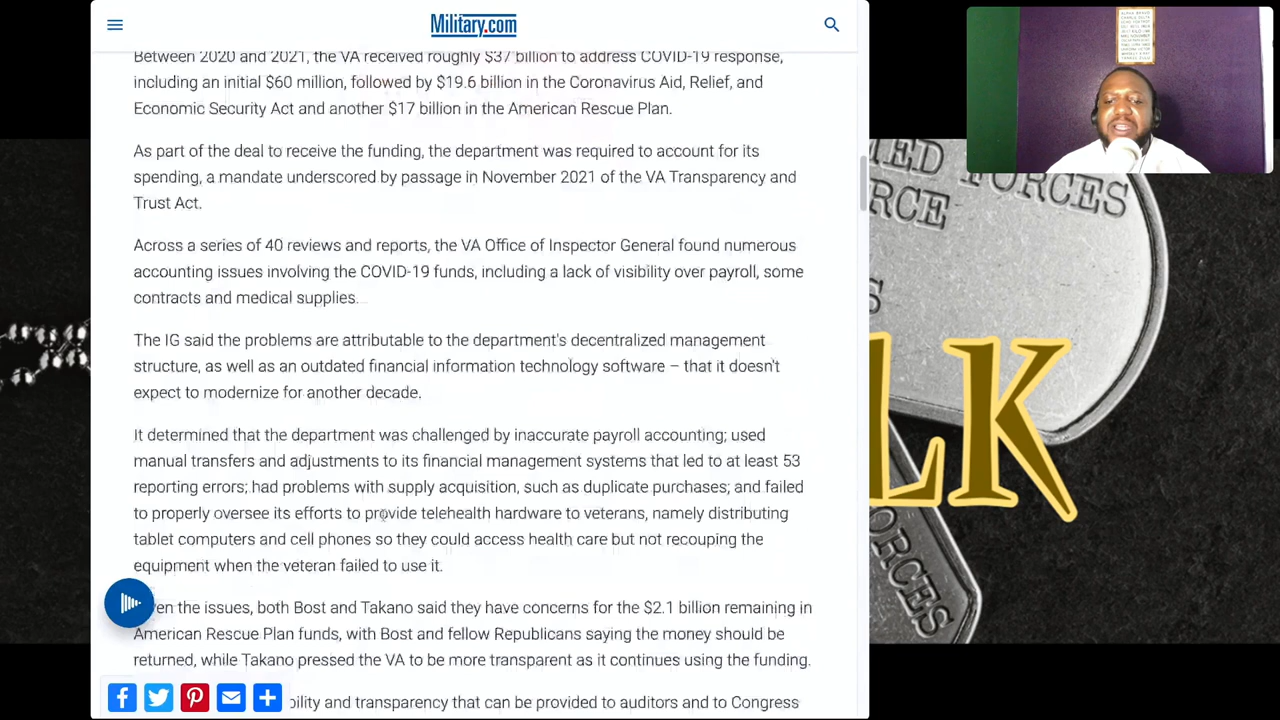 Military.com
Between 2020 and 2021, the VA received roughly $37 billion to address COVID-19 response,
including an initial $60 million, followed by $19.6 billion in the Coronavirus Aid, Relief, and
Economic Security Act and another $17 billion in the American Rescue Plan.
As part of the deal to receive the funding, the department was required to account for its
spending, a mandate underscored by passage in November 2021 of the VA Transparency and
Trust Act.
Across a series of 40 reviews and reports, the VA Office of Inspector General found numerous
accounting issues involving the COVID-19 funds, including a lack of visibility over payroll, some
contracts and medical supplies.
The IG said the problems are attributable to the department's decentralized management
structure, as well as an outdated financial information technology software – that it doesn't
expect to modernize for another decade.
It determined that the department was challenged by inaccurate payroll accounting; used
manual transfers and adjustments to its financial management systems that led to at least 53
reporting errors; had problems with supply acquisition, such as duplicate purchases; and failed
to properly oversee its efforts to provide telehealth hardware to veterans, namely distributing
tablet computers and cell phones so they could access health care but not recouping the
equipment when the veteran failed to use it.
the issues, both Bost and Takano said they have concerns for the $2.1 billion remaining in
American Rescue Plan funds, with Bost and fellow Republicans saying the money should be
returned, while Takano pressed the VA to be more transparent as it continues using the funding.
bility and transparency that can be provided to auditors and to Congress
MED FORCES
RCE
LK
ORCES